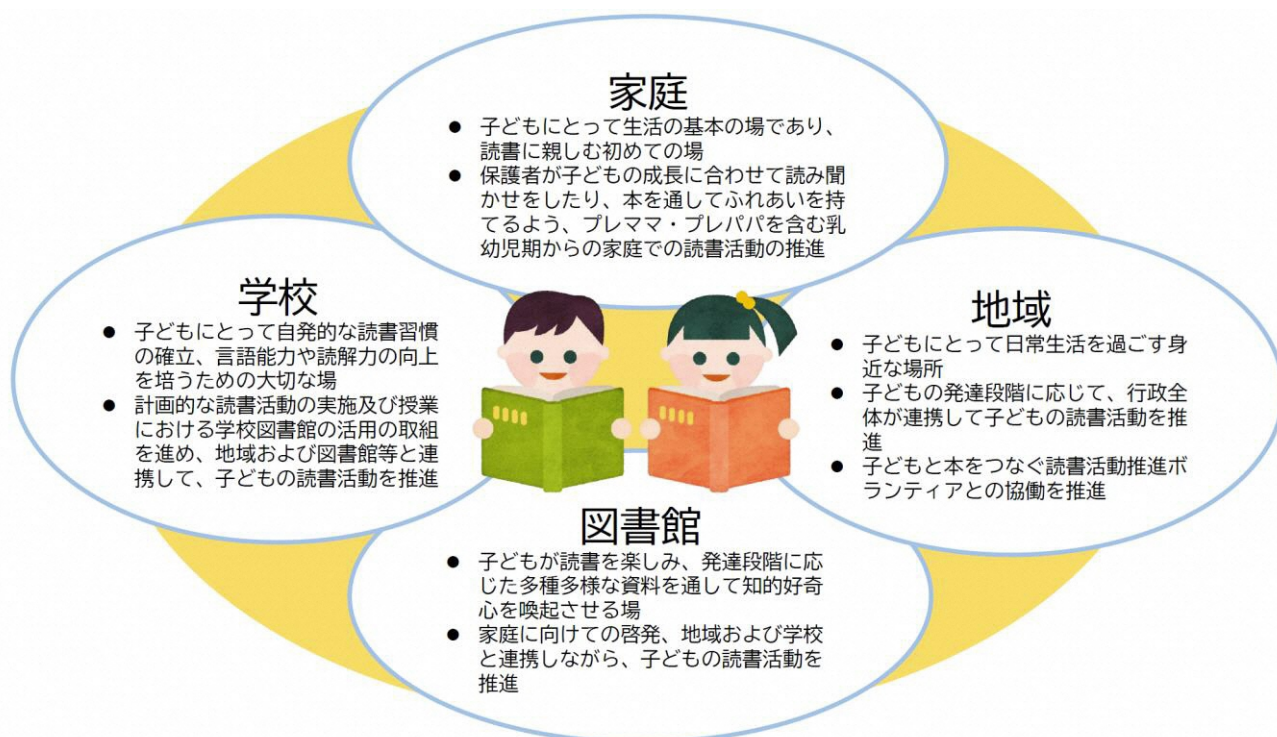 家庭
● 子どもにとって生活の基本の場であり、
読書に親しむ初めての場
● 保護者が子どもの成長に合わせて読み聞
かせをしたり、本を通してふれあいを持
てるよう、プレママ・プレパパを含む乳
幼児期からの家庭での読書活動の推進
学校
● 子どもにとって自発的な読書習慣
の確立、言語能力や読解力の向上
を培うための大切な場
● 計画的な読書活動の実施及び授業
における学校図書館の活用の取組
を進め、地域および図書館等と連
携して、子どもの読書活動を推進
地域
● 子どもにとって日常生活を過ごす身
近な場所
● 子どもの発達段階に応じて、行政全
体が連携して子どもの読書活動を推
進
● 子どもと本をつなぐ読書活動推進ボ
ランティアとの協働を推進
図書館
● 子どもが読書を楽しみ、発達段階に応
じた多種多様な資料を通して知的好奇
心を喚起させる場
● 家庭に向けての啓発、地域および学校
と連携しながら、子どもの読書活動を
推進